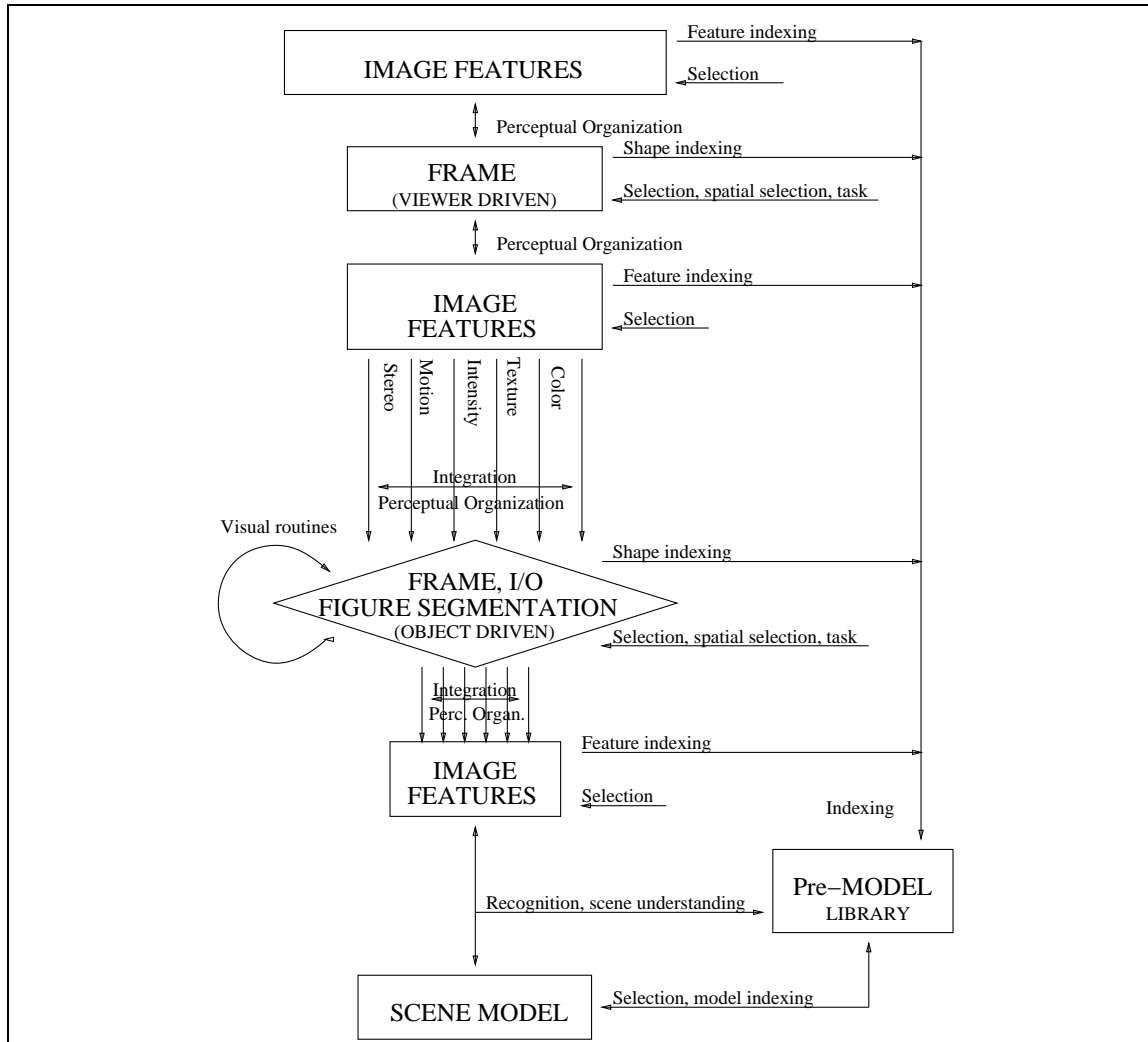 Feature indexing
IMAGE FEATURES
Selection
Perceptual Organization
Shape indexing
FRAME
(VIEWER DRIVEN)
Selection, spatial selection, task
Perceptual Organization
Feature indexing
IMAGE
FEATURES
Selection
Stereo
Motion
Intensity
Texture
Color
Integration
Perceptual Organization
Visual routines
Shape indexing
FRAME, I/O
FIGURE SEGMENTATION
(OBJECT DRIVEN)
Selection, spatial selection, task
Integration
Perc. Organ.
Feature indexing
IMAGE
FEATURES
Selection
Indexing
Pre−MODEL
LIBRARY
Recognition, scene understanding
SCENE MODEL
Selection, model indexing